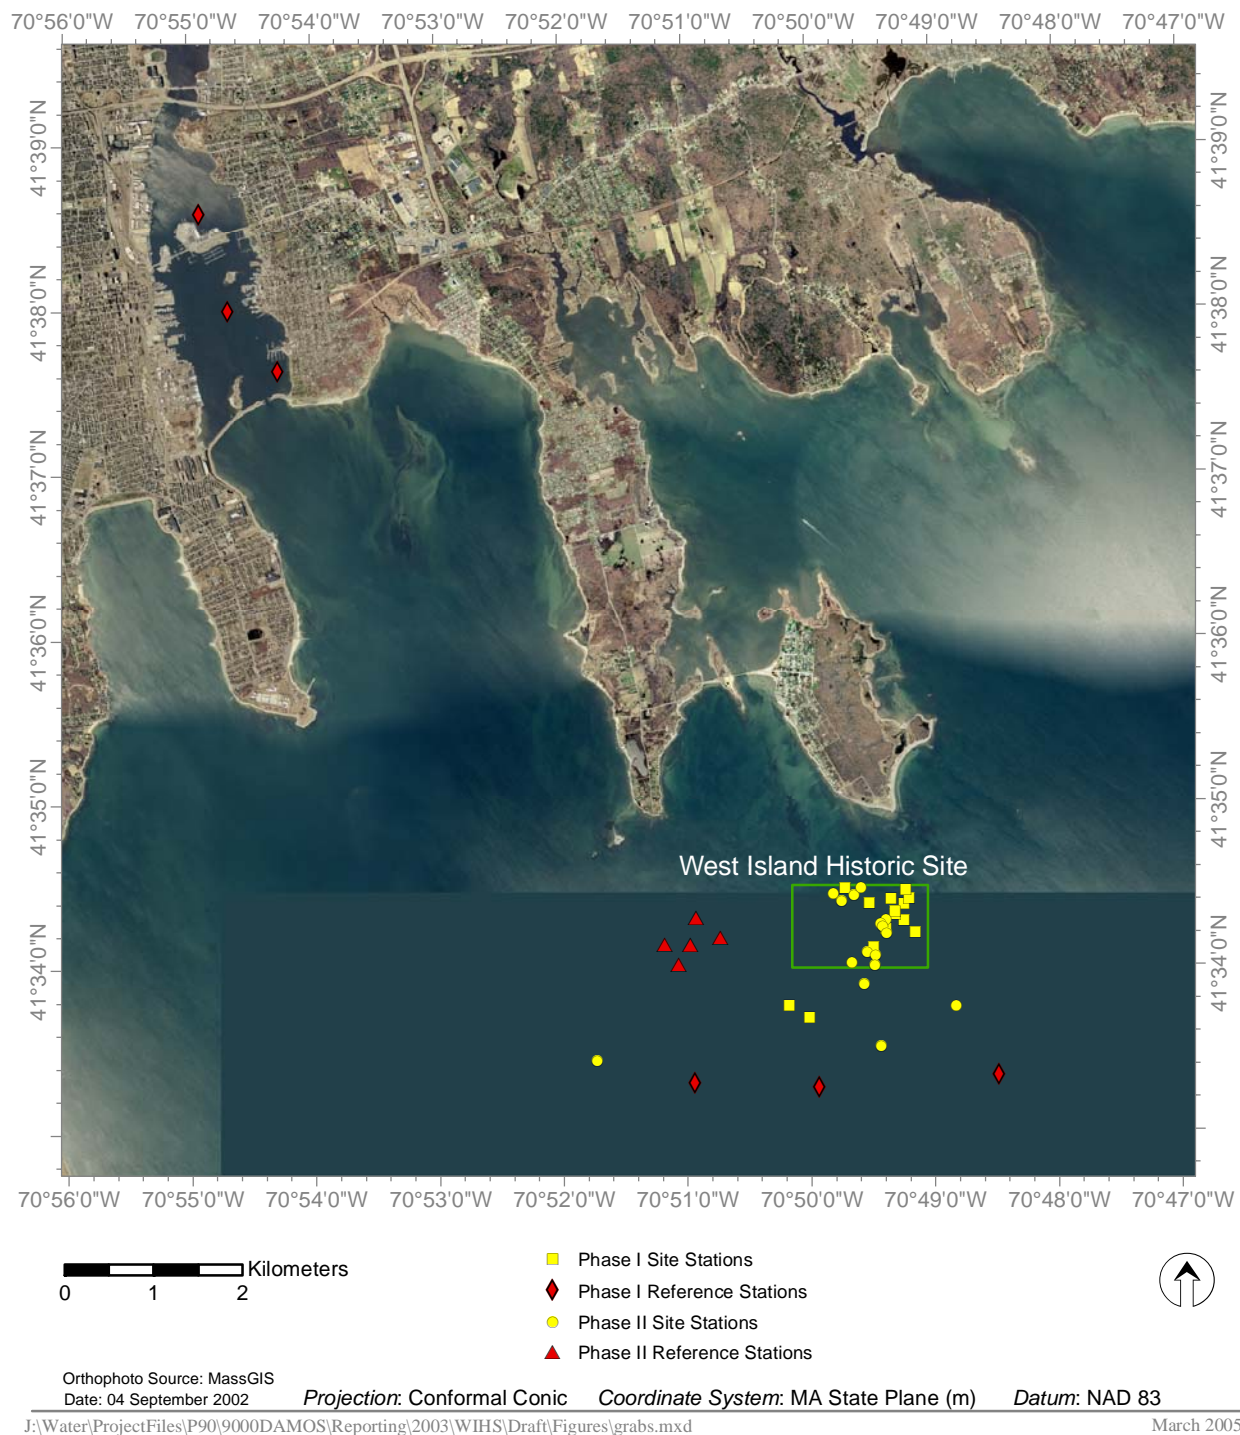 70°56'0"W 70°55'0"W 70°54'0"W 70°53'0"W 70°52'0"W 70°51'0"W 70°50'0"W 70°49'0"W 70°48'0"W 70°47'0"W
41°39'0"N
41°38'0"N
41°37'0"N
41°36'0"N
41°35'0"N
41°34'0"N
41°39'0"N
41°38'0"N
41°37'0"N
41°36'0"N
41°35'0"N
41°34'0"N
West Island Historic Site
70°56'0"W 70°55'0"W 70°54'0"W 70°53'0"W 70°52'0"W 70°51'0"W 70°50'0"W 70°49'0"W 70°48'0"W 70°47'0"W
Kilometers
0 1 2
Phase I Site Stations
Phase I Reference Stations
Phase II Site Stations
Phase II Reference Stations
Orthophoto Source: MassGIS
Date: 04 September 2002
Projection: Conformal Conic Coordinate System: MA State Plane (m) Datum: NAD 83
J:\Water\ProjectFiles\P90\9000DAMOS\Reporting\2003\WIHS\Draft\Figures\grabs.mxd March 2005